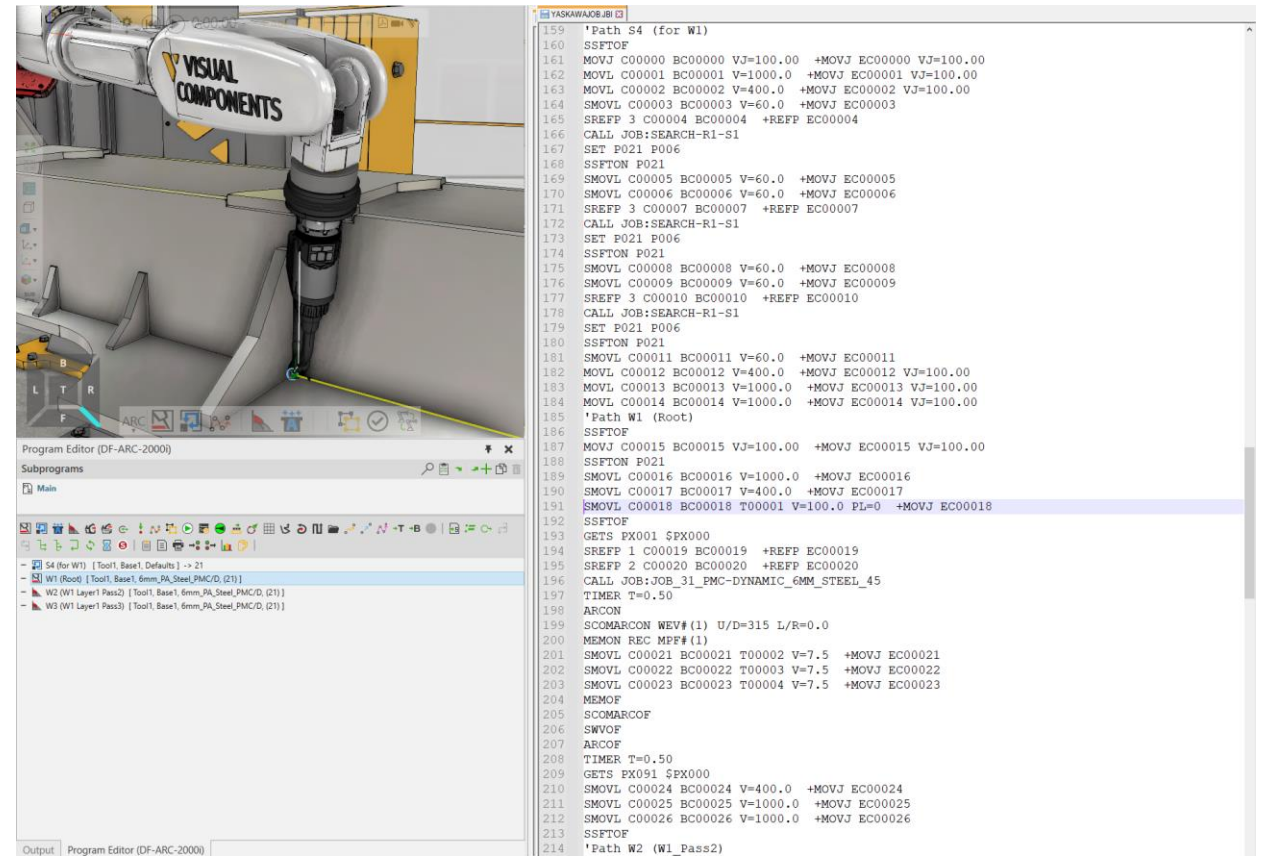 VISUAL
COMPONENTS
B
L T R
F
ARC
Program Editor (DF-ARC-2000i)
Subprograms
Main
S4 (for W1) [ Tool1, Base1, Defaults ] -> 21
W1 (Root) [ Tool1, Base1, 6mm_PA_Steel_PMC/D, (21) ]
W2 (W1 Layer1 Pass2) [ Tool1, Base1, 6mm_PA_Steel_PMC/D, (21) ]
W3 (W1 Layer1 Pass3) [ Tool1, Base1, 6mm_PA_Steel_PMC/D, (21) ]
Output Program Editor (DF-ARC-2000i)
YASKAWAJOB.JBI
159 'Path S4 (for W1)
160 SSFTOF
161 MOVJ C00000 BC00000 VJ=100.00 +MOVJ EC00000 VJ=100.00
162 MOVL C00001 BC00001 V=1000.0 +MOVJ EC00001 VJ=100.00
163 MOVL C00002 BC00002 V=400.0 +MOVJ EC00002 VJ=100.00
164 SMOVL C00003 BC00003 V=60.0 +MOVJ EC00003
165 SREFP 3 C00004 BC00004 +REFP EC00004
166 CALL JOB:SEARCH-R1-S1
167 SET P021 P006
168 SSFTON P021
169 SMOVL C00005 BC00005 V=60.0 +MOVJ EC00005
170 SMOVL C00006 BC00006 V=60.0 +MOVJ EC00006
171 SREFP 3 C00007 BC00007 +REFP EC00007
172 CALL JOB:SEARCH-R1-S1
173 SET P021 P006
174 SSFTON P021
175 SMOVL C00008 BC00008 V=60.0 +MOVJ EC00008
176 SMOVL C00009 BC00009 V=60.0 +MOVJ EC00009
177 SREFP 3 C00010 BC00010 +REFP EC00010
178 CALL JOB:SEARCH-R1-S1
179 SET P021 P006
180 SSFTON P021
181 SMOVL C00011 BC00011 V=60.0 +MOVJ EC00011
182 MOVL C00012 BC00012 V=400.0 +MOVJ EC00012 VJ=100.00
183 MOVL C00013 BC00013 V=1000.0 +MOVJ EC00013 VJ=100.00
184 MOVL C00014 BC00014 V=1000.0 +MOVJ EC00014 VJ=100.00
185 'Path W1 (Root)
186 SSFTOF
187 MOVJ C00015 BC00015 VJ=100.00 +MOVJ EC00015 VJ=100.00
188 SSFTON P021
189 SMOVL C00016 BC00016 V=1000.0 +MOVJ EC00016
190 SMOVL C00017 BC00017 V=400.0 +MOVJ EC00017
191 SMOVL C00018 BC00018 T00001 V=100.0 PL=0 +MOVJ EC00018
192 SSFTOF
193 GETS PX001 $PX000
194 SREFP 1 C00019 BC00019 +REFP EC00019
195 SREFP 2 C00020 BC00020 +REFP EC00020
196 CALL JOB:JOB_31_PMC-DYNAMIC_6MM_STEEL_45
197 TIMER T=0.50
198 ARCON
199 SCOMARCON WEV#(1) U/D=315 L/R=0.0
200 MEMON REC MPF#(1)
201 SMOVL C00021 BC00021 T00002 V=7.5 +MOVJ EC00021
202 SMOVL C00022 BC00022 T00003 V=7.5 +MOVJ EC00022
203 SMOVL C00023 BC00023 T00004 V=7.5 +MOVJ EC00023
204 MEMOF
205 SCOMARCOF
206 SWVOF
207 ARCOF
208 TIMER T=0.50
209 GETS PX091 $PX000
210 SMOVL C00024 BC00024 V=400.0 +MOVJ EC00024
211 SMOVL C00025 BC00025 V=1000.0 +MOVJ EC00025
212 SMOVL C00026 BC00026 V=1000.0 +MOVJ EC00026
213 SSFTOF
214 'Path W2 (W1_Pass2)